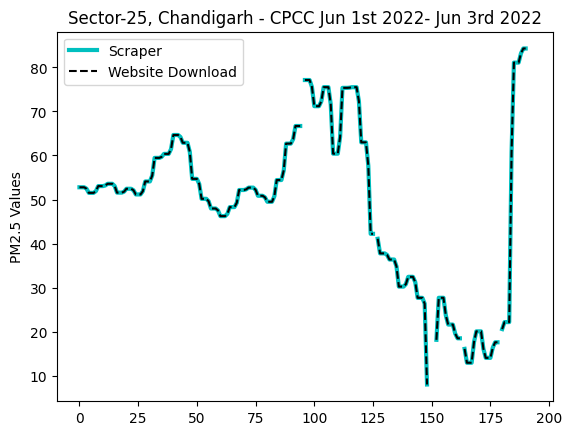 Sector-25, Chandigarh - CPCC Jun 1st 2022- Jun 3rd 2022
Scraper
Website Download
PM2.5 Values
80
70
60
50
40
30
20
10
0 25 50 75 100 125 150 175 200